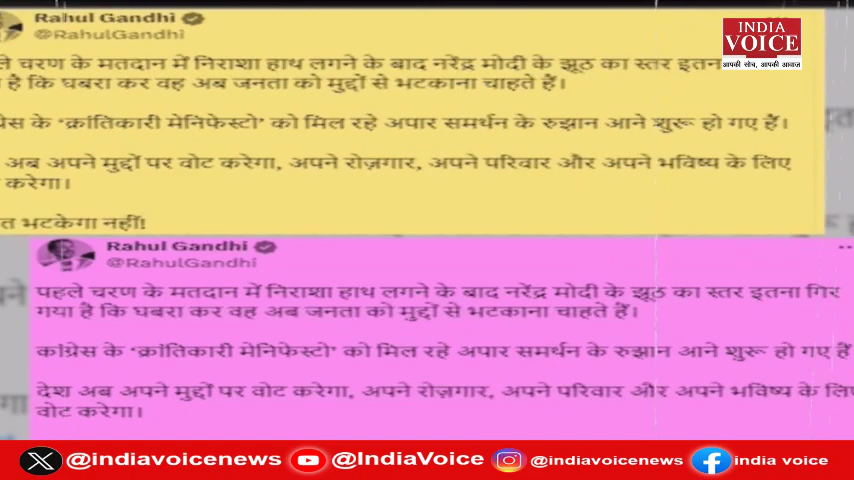 Rahul Gandhi
@RahulGandhi
INDIA
VOICE
आपकी सोच, आपकी आवाज़
चरण के मतदान में निराशा हाथ लगने के बाद नरेंद्र मोदी के झूठ का स्तर इतना
है कि घबरा कर वह अब जनता को मुद्दों से भटकाना चाहते हैं।
के ‘क्रांतिकारी मेनिफेस्टो’ को मिल रहे अपार समर्थन के रुझान आने शुरू हो गए हैं।
अब अपने मुद्दों पर वोट करेगा, अपने रोज़गार, अपने परिवार और अपने भविष्य के लिए
करेगा।
भटकेगा नहीं!
Rahul Gandhi
@RahulGandhi
पहले चरण के मतदान में निराशा हाथ लगने के बाद नरेंद्र मोदी के झूठ का स्तर इतना गिर
गया है कि घबरा कर वह अब जनता को मुद्दों से भटकाना चाहते हैं।
कांग्रेस के ‘क्रांतिकारी मेनिफेस्टो’ को मिल रहे अपार समर्थन के रुझान आने शुरू हो गए हैं
देश अब अपने मुद्दों पर वोट करेगा, अपने रोज़गार, अपने परिवार और अपने भविष्य के लिए
वोट करेगा।
@indiavoicenews @IndiaVoice @indiavoicenews india voice